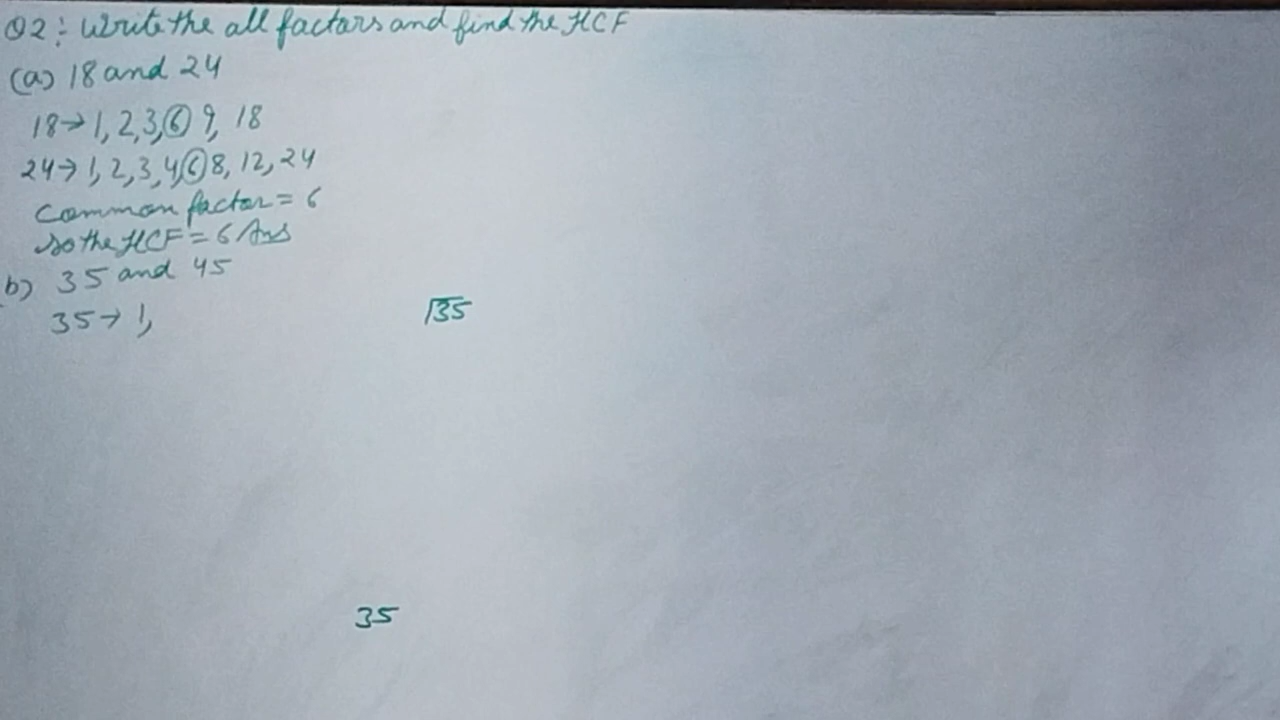 Q2:- Write the all factors and find the HCF
(a) 18 and 24
18→ 1, 2, 3, 6 9, 18
24→ 1, 2, 3, 4, 6 8, 12, 24
Common factor = 6
so the HCF = 6 Ans
b) 35 and 45
35→ 1,
√35
35